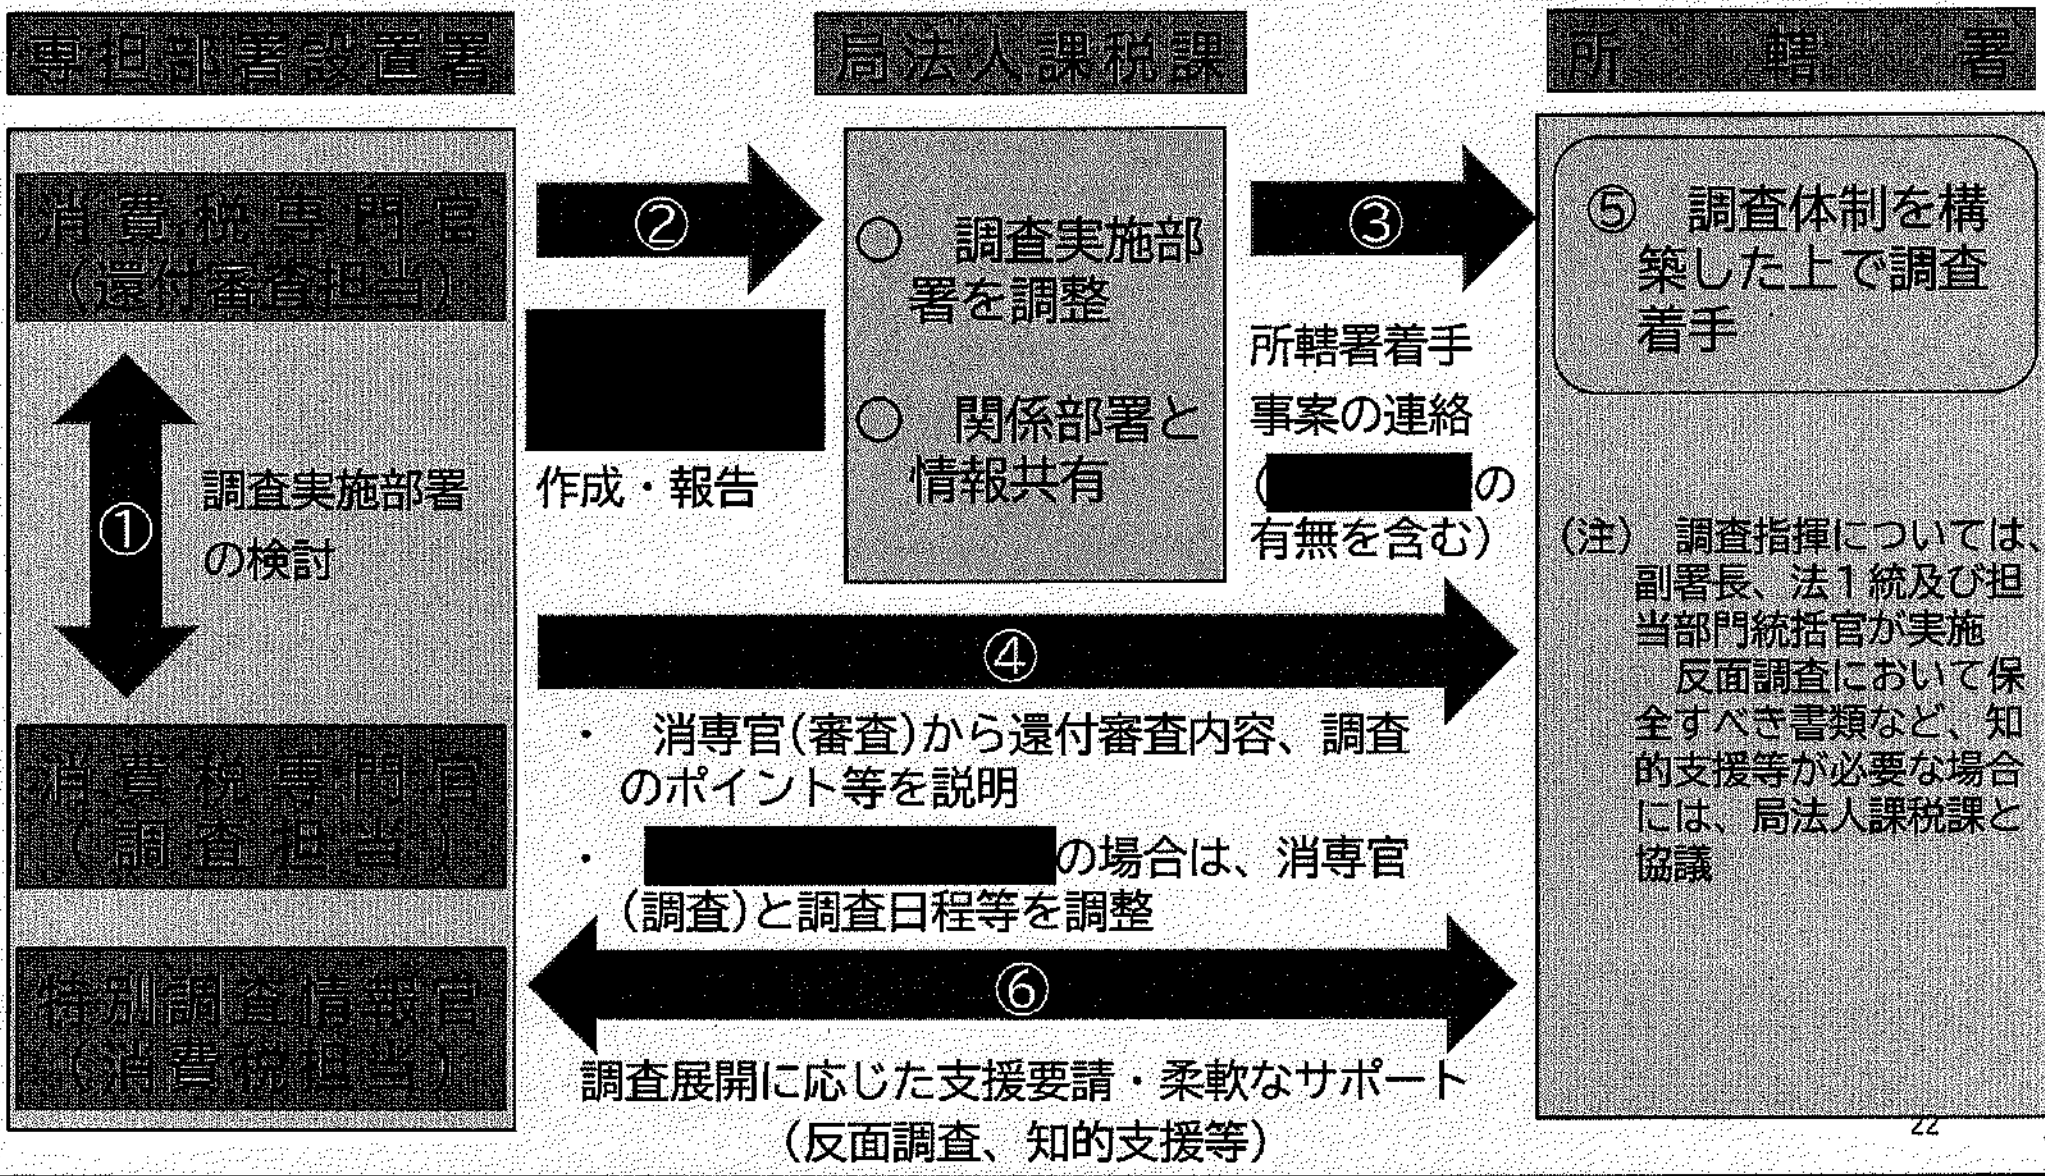 専担部署設置署
局法人課税課
所轄署
消費税専門官
(還付審査担当)
①
調査実施部署
の検討
消費税専門官
(調査担当)
特別調査情報官
(消費税担当)
②
作成・報告
○ 調査実施部
署を調整
○ 関係部署と
情報共有
③
所轄署着手
事案の連絡
( の
有無を含む)
④
・ 消専官(審査)から還付審査内容、調査
のポイント等を説明
・ の場合は、消専官
(調査)と調査日程等を調整
⑥
調査展開に応じた支援要請・柔軟なサポート
(反面調査、知的支援等)
⑤ 調査体制を構
築した上で調査
着手
(注) 調査指揮については、
副署長、法1統及び担
当部門統括官が実施
反面調査において保
全すべき書類など、知
的支援等が必要な場合
には、局法人課税課と
協議
22